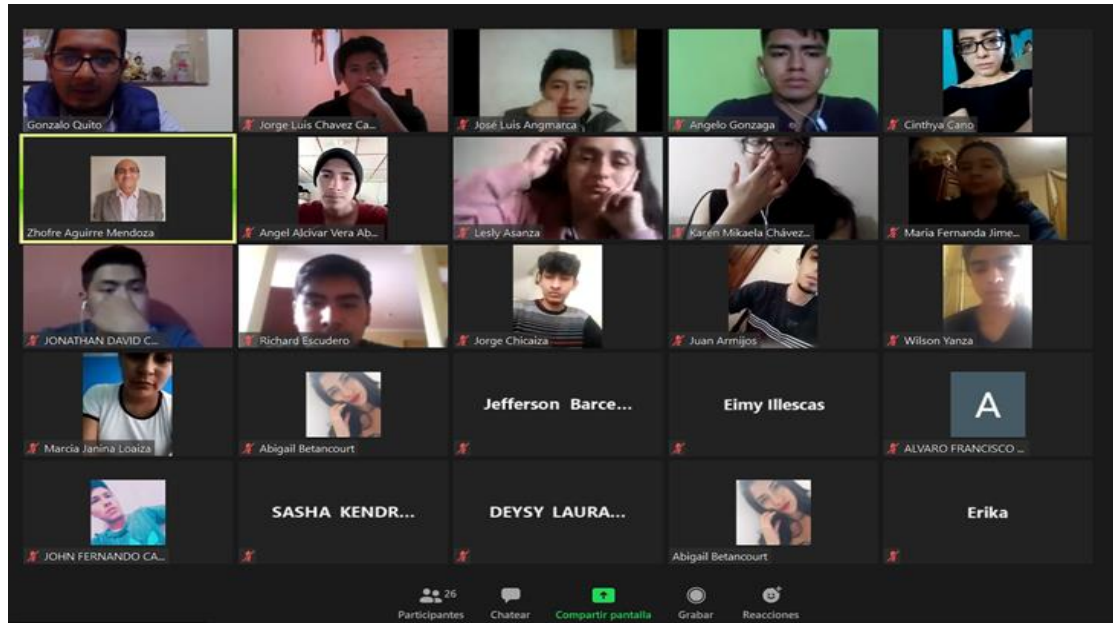 Gonzalo Quito
Jorge Luis Chavez Ca...
José Luis Angmarca
Angelo Gonzaga
Cinthya Cano
Zhofre Aguirre Mendoza
Angel Alcivar Vera Ab...
Lesly Asanza
Karen Mikaela Chávez...
Maria Fernanda Jime...
JONATHAN DAVID C...
Richard Escudero
Jorge Chicaiza
Juan Armijos
Wilson Yanza
Marcia Janina Loaiza
Abigail Betancourt
Jefferson Barce...
Eimy Illescas
A
ALVARO FRANCISCO ...
JOHN FERNANDO CA...
SASHA KENDR...
DEYSY LAURA...
Abigail Betancourt
Erika
26
Participantes
Chatear
Compartir pantalla
Grabar
Reacciones